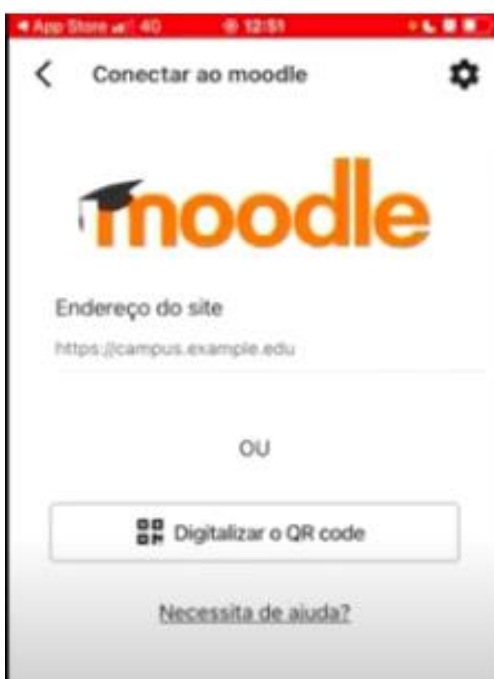 App Store 4G 12:51
Conectar ao moodle
moodle
Endereço do site
https://campus.example.edu
OU
Digitalizar o QR code
Necessita de ajuda?